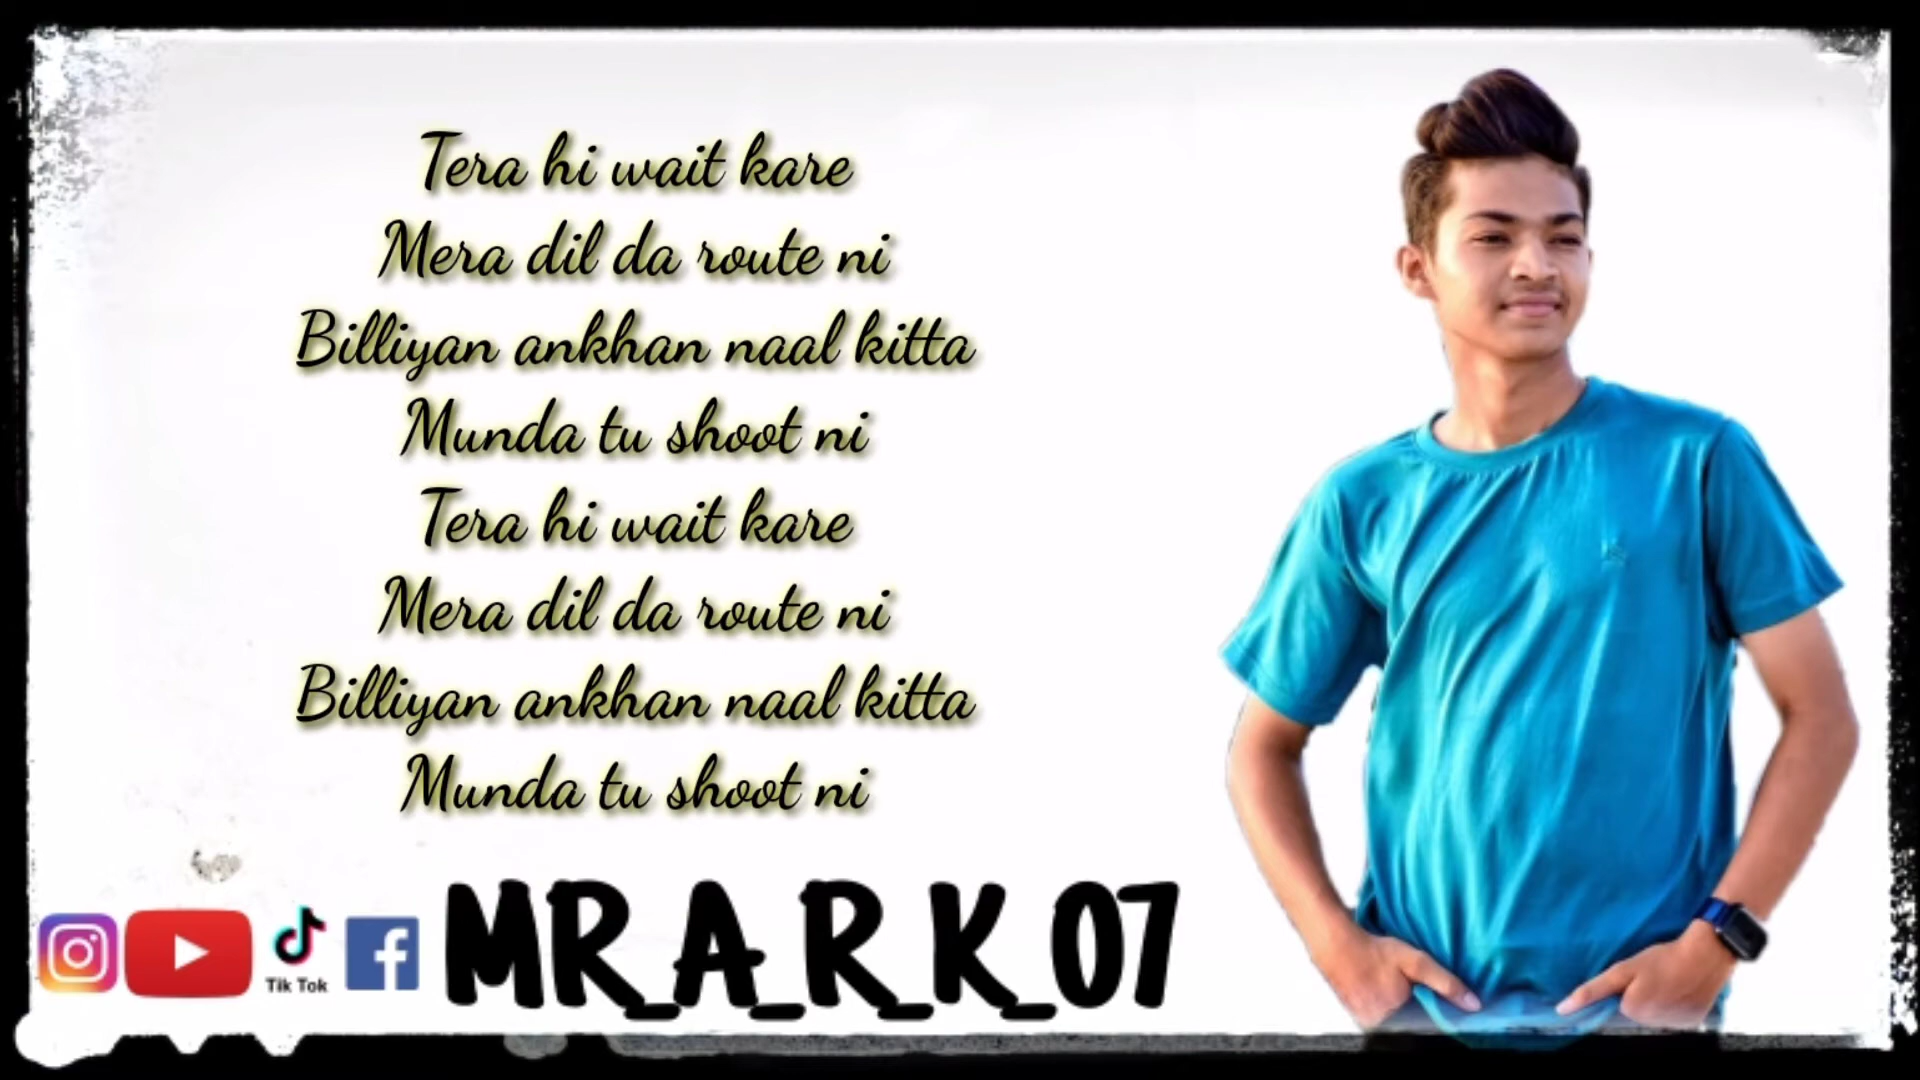 Tera hi wait kare
Mera dil da route ni
Billiyan ankhan naal kitta
Munda tu shoot ni
Tera hi wait kare
Mera dil da route ni
Billiyan ankhan naal kitta
Munda tu shoot ni
Tik Tok
MR_A_R_K_07